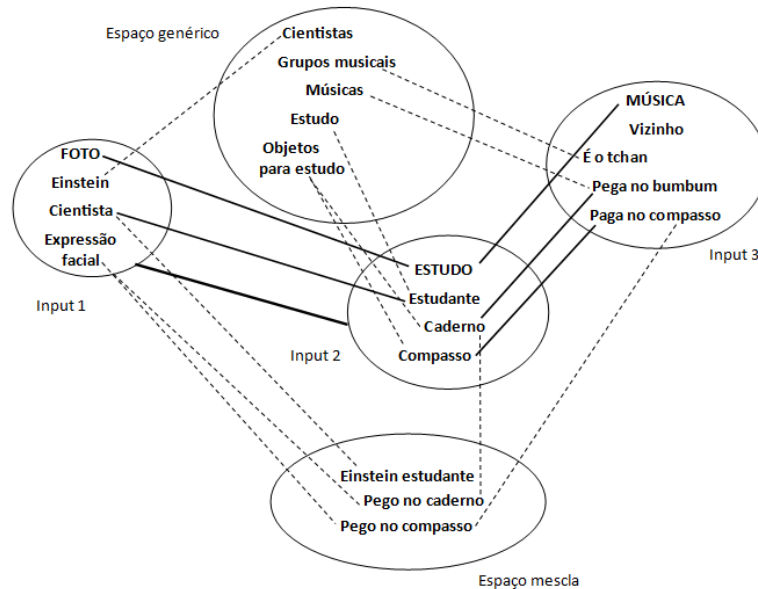 Espaço genérico
Cientistas
Grupos musicais
Músicas
Estudo
Objetos
para estudo
FOTO
Einstein
Cientista
Expressão
facial
Input 1
MÚSICA
Vizinho
É o tchan
Pega no bumbum
Paga no compasso
Input 3
ESTUDO
Estudante
Caderno
Compasso
Input 2
Einstein estudante
Pego no caderno
Pego no compasso
Espaço mescla